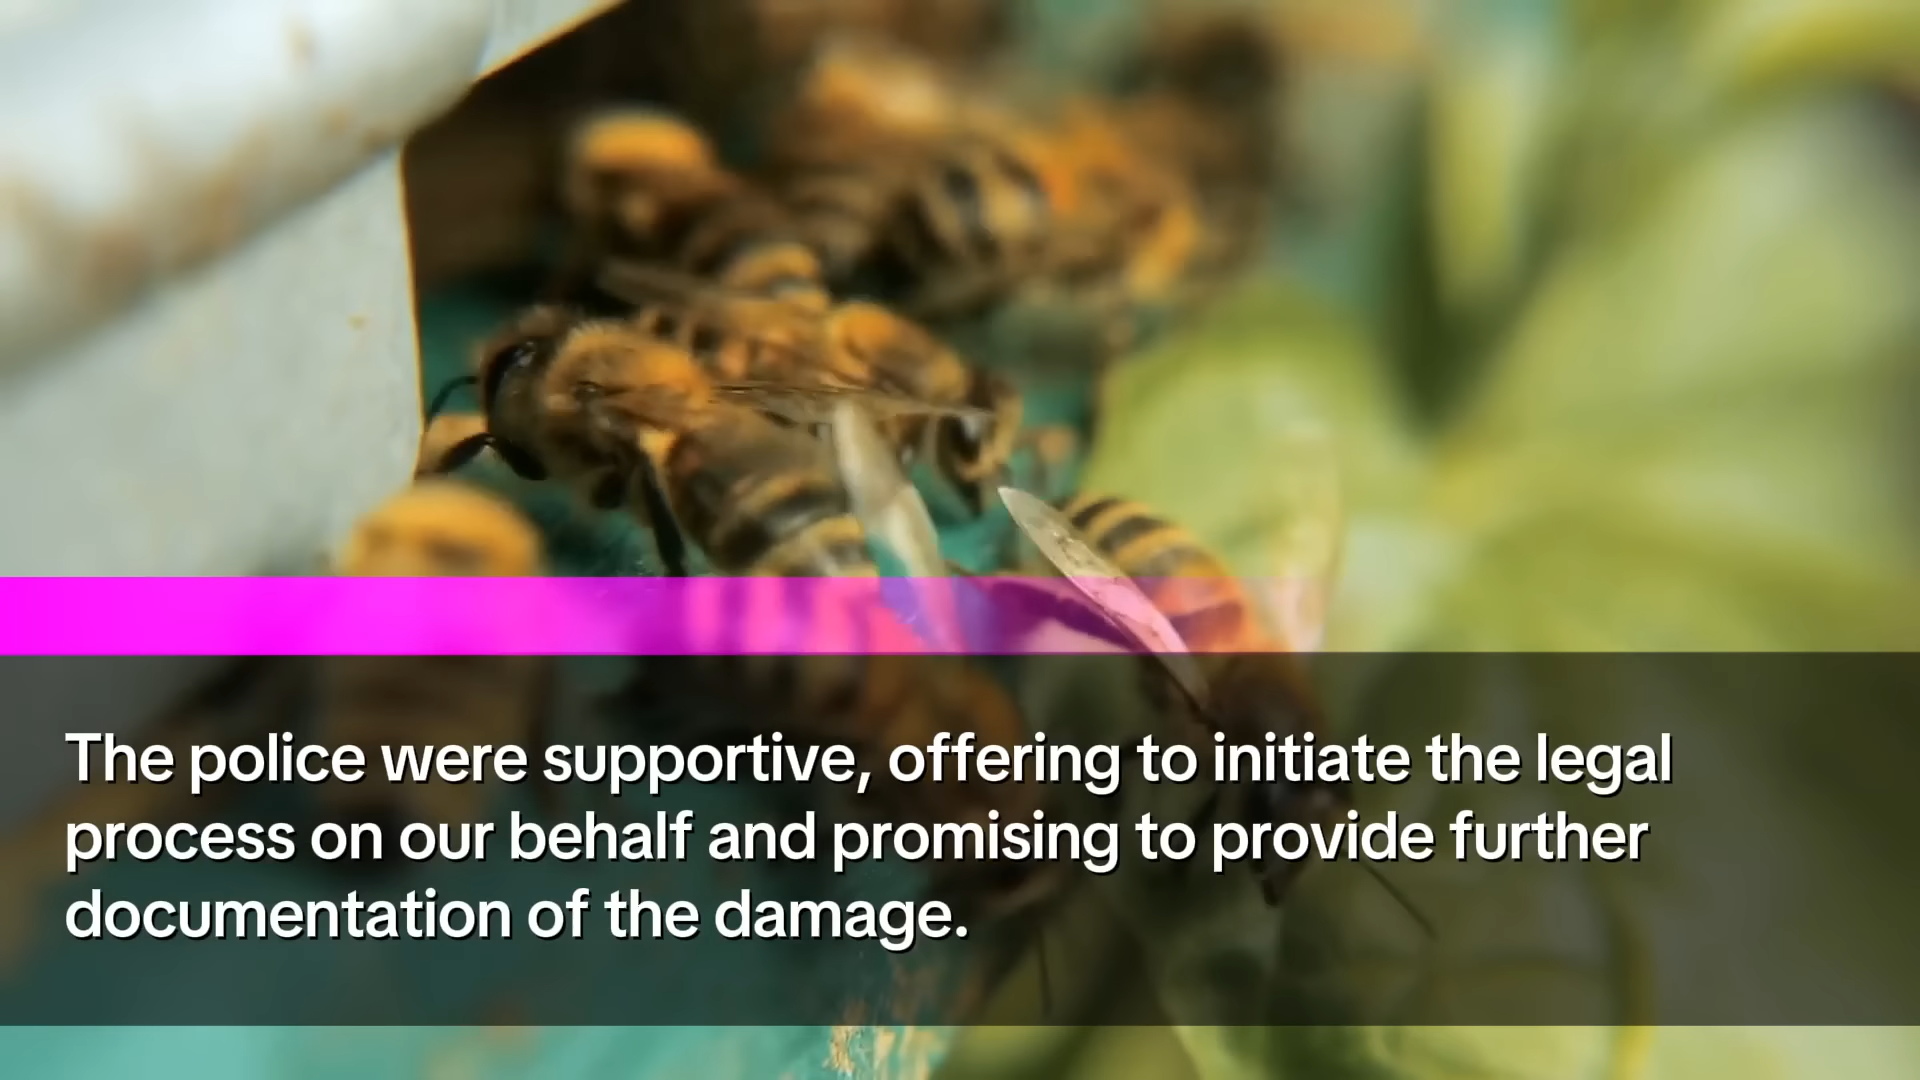 The police were supportive, offering to initiate the legal
process on our behalf and promising to provide further
documentation of the damage.